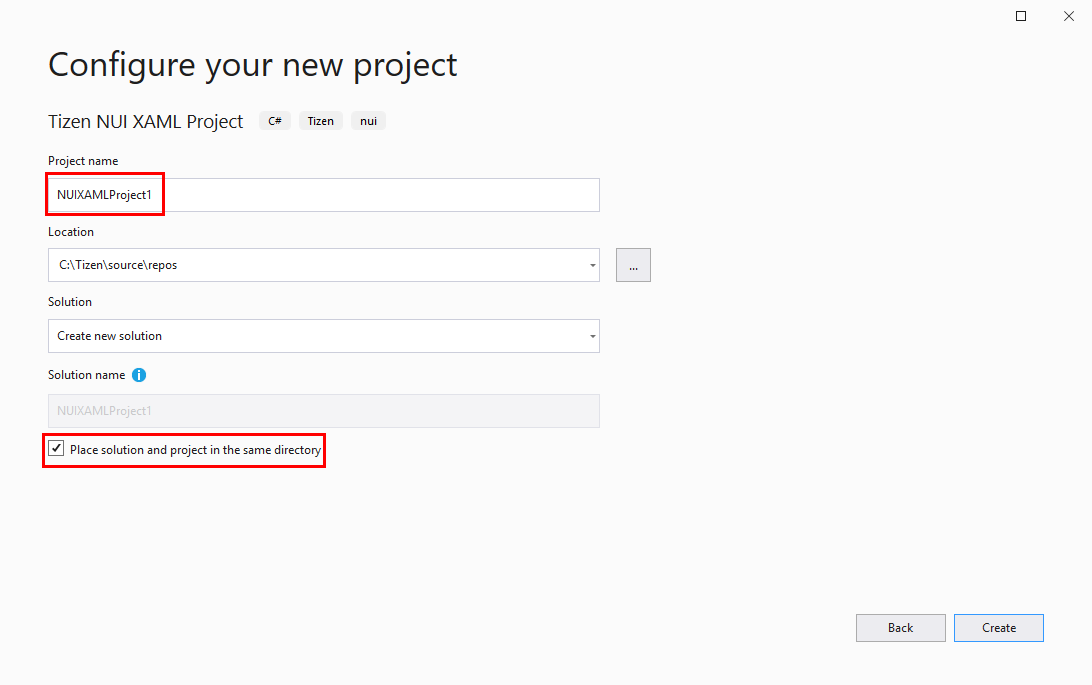 Configure your new project
Tizen NUI XAML Project C# Tizen nui
Project name
NUIXAMLProject1
Location
C:\Tizen\source\repos
...
Solution
Create new solution
Solution name
NUIXAMLProject1
Place solution and project in the same directory
Back Create